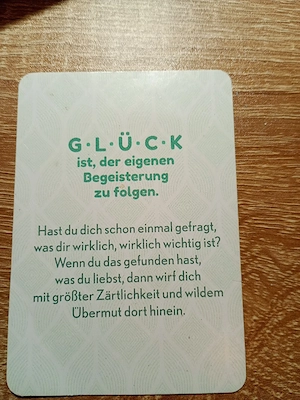 G·L·Ü·C·K
ist, der eigenen
Begeisterung
zu folgen.
Hast du dich schon einmal gefragt,
was dir wirklich, wirklich wichtig ist?
Wenn du das gefunden hast,
was du liebst, dann wirf dich
mit größter Zärtlichkeit und wildem
Übermut dort hinein.